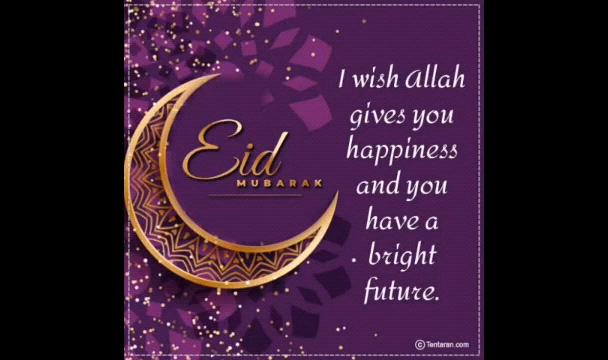 Eid
MUBARAK
I wish Allah
gives you
happiness
and you
have a
bright
future.
© Tentaran.com